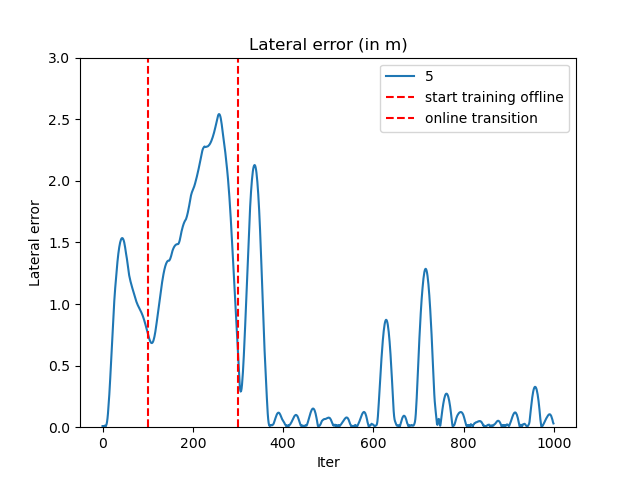 Lateral error (in m)
3.0
2.5
2.0
1.5
1.0
0.5
0.0
Lateral error
5
start training offline
online transition
0
200
400
600
800
1000
Iter